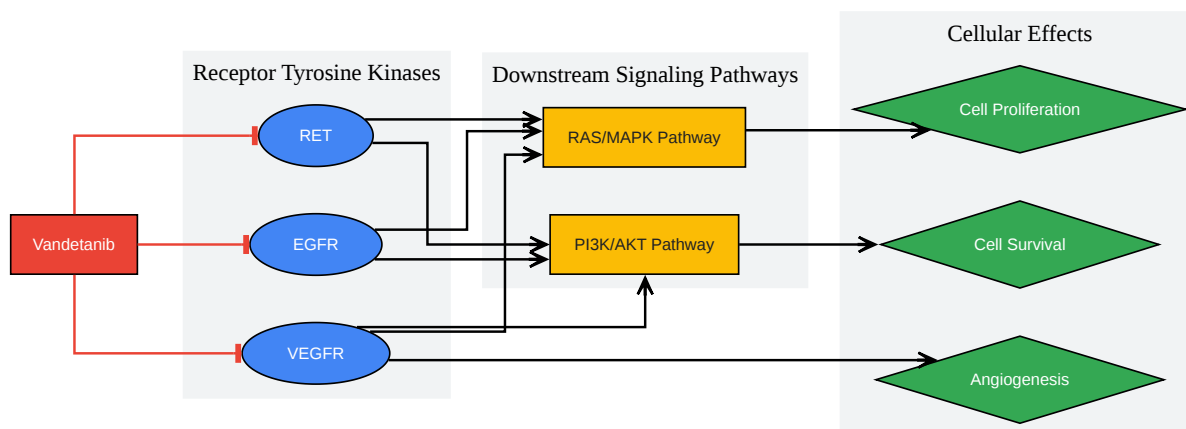 Cellular Effects
Receptor Tyrosine Kinases
Downstream Signaling Pathways
Cell Proliferation
RET
RAS/MAPK Pathway
Vandetanib
EGFR
PI3K/AKT Pathway
Cell Survival
VEGFR
Angiogenesis